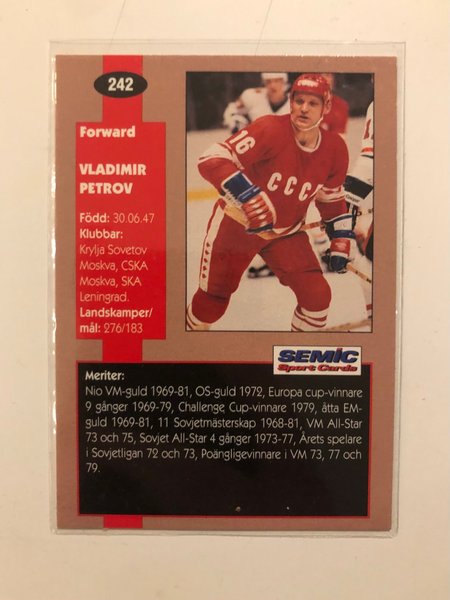 242
Forward
VLADIMIR
PETROV
Född: 30.06.47
Klubbar:
Krylja Sovetov
Moskva, CSKA
Moskva, SKA
Leningrad.
Landskamper/
mål: 276/183
16
CCCP
SEMIC
Sport Cards
Meriter:
Nio VM-guld 1969-81, OS-guld 1972, Europa cup-vinnare
9 gånger 1969-79, Challenge Cup-vinnare 1979, åtta EM-
guld 1969-81, 11 Sovjetmästerskap 1968-81, VM All-Star
73 and 75, Sovjet All-Star 4 gånger 1973-77, Årets spelare
i Sovjetligan 72 och 73, Poängligevinnare i VM 73, 77 och
79.